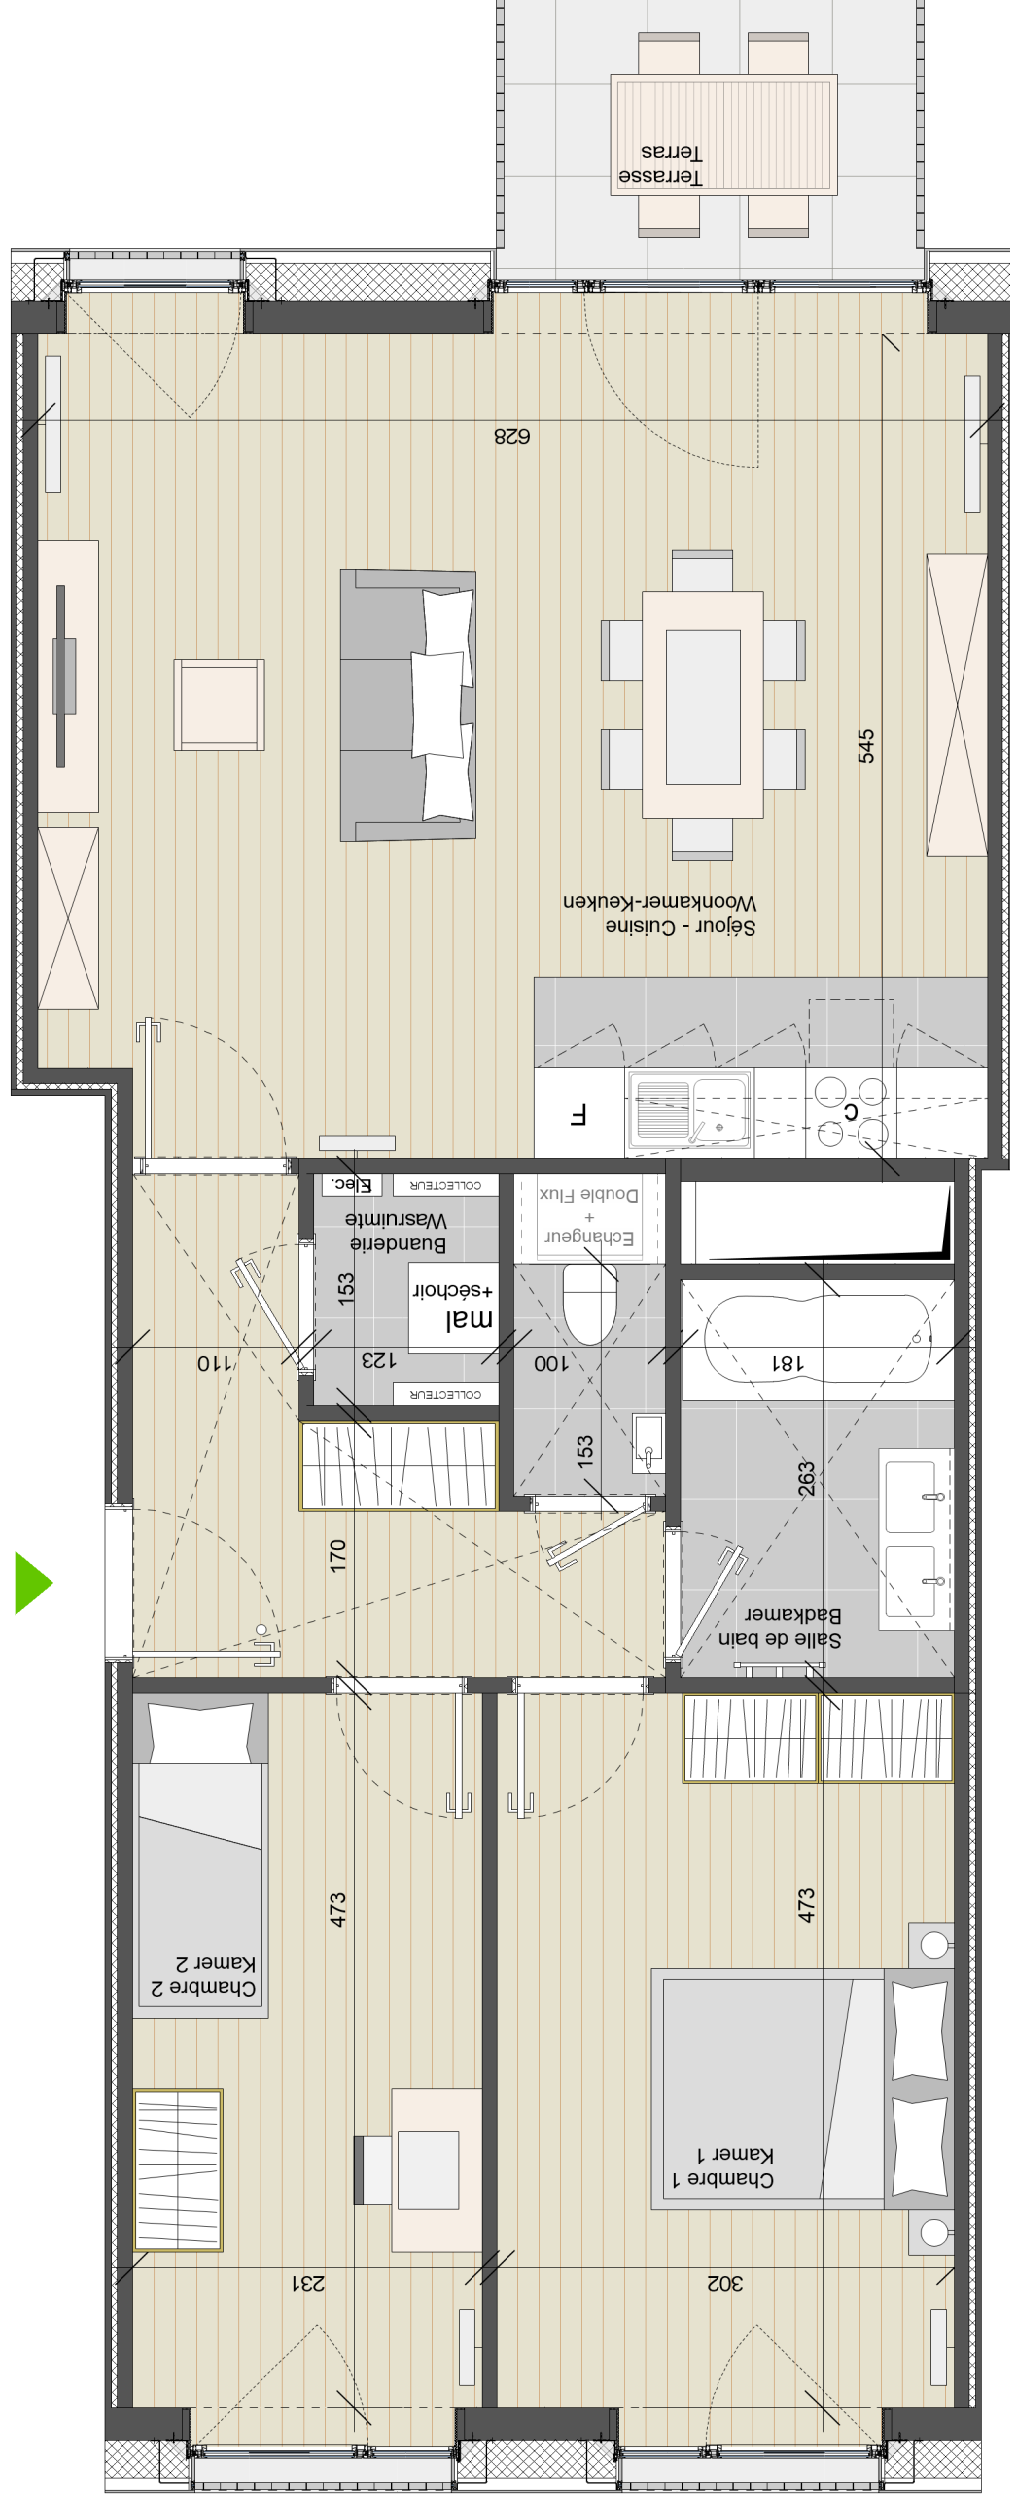 Terrasse
Terras
628
545
Séjour - Cuisine
Woonkamer-Keuken
F
C
Elec.
COLLECTEUR
Buanderie
Wasruimte
153
mal
+séchoir
COLLECTEUR
Echangeur
+
Double Flux
110
123
100
181
153
263
170
Salle de bain
Badkamer
473
473
Chambre 2
Kamer 2
Chambre 1
Kamer 1
231
302